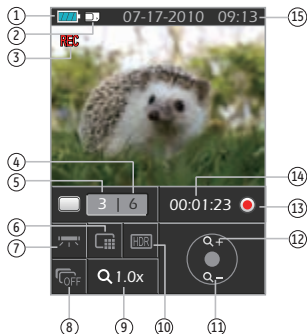 ① ② 07-17-2010 09:13 ⑮
③ REC
④
⑤ ⑭
3 | 6 00:01:23 ⑬
⑥ HDR ⑫
⑦
OFF 1.0x
⑧ ⑨ ⑩ ⑪